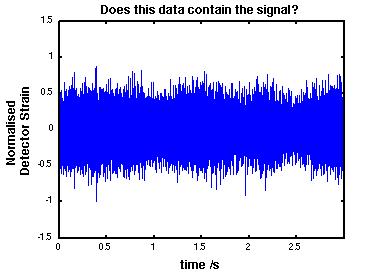 Does this data contain the signal?
1.5
1
0.5
0
-0.5
-1
-1.5
Normalised
Detector Strain
0 0.5 1 1.5 2 2.5
time /s